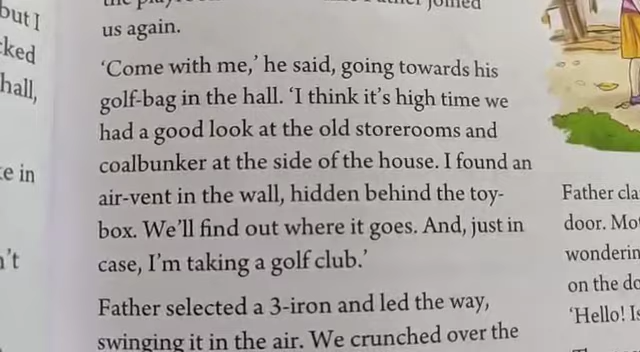 but I
cked
hall,
ke in
n't
joined
us again.
‘Come with me,’ he said, going towards his
golf-bag in the hall. ‘I think it’s high time we
had a good look at the old storerooms and
coalbunker at the side of the house. I found an
air-vent in the wall, hidden behind the toy-
box. We’ll find out where it goes. And, just in
case, I’m taking a golf club.’
Father selected a 3-iron and led the way,
swinging it in the air. We crunched over the
Father cla
door. Mo
wonderin
on the do
‘Hello! Is